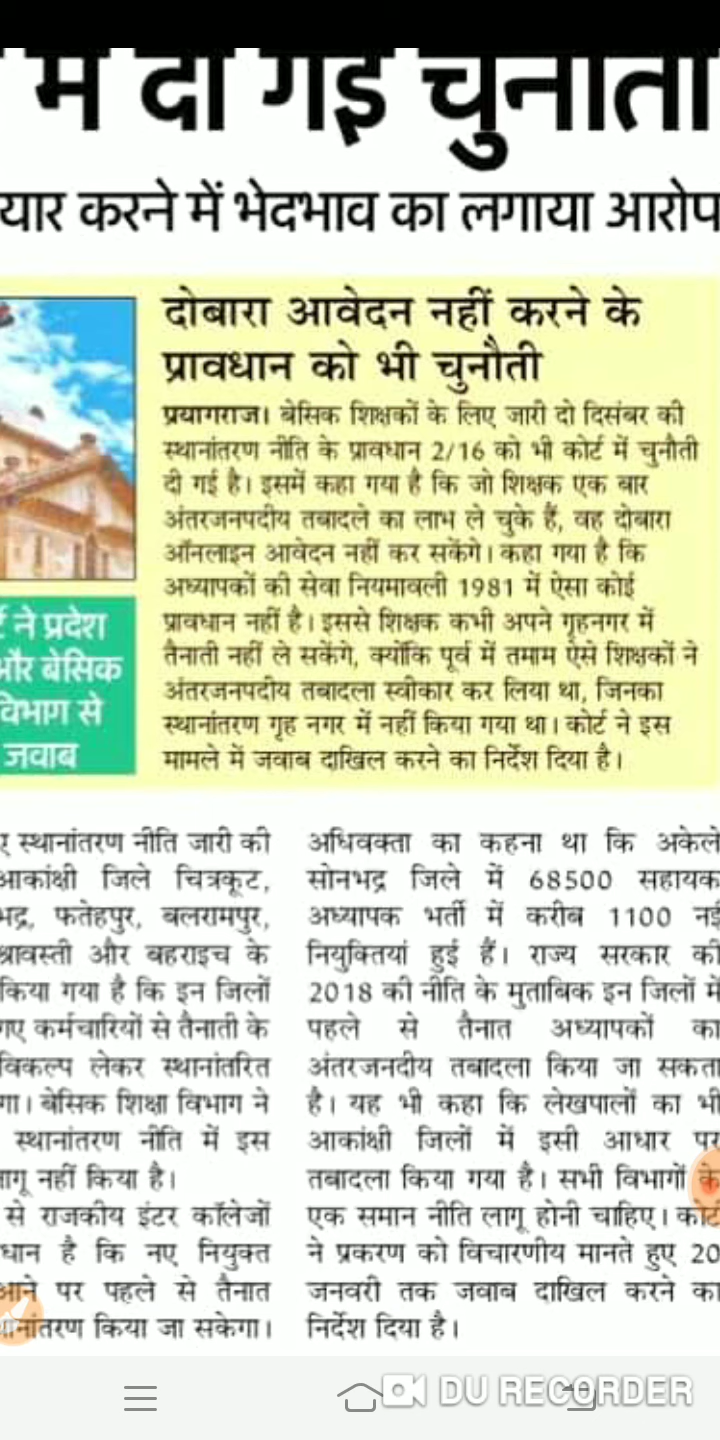 में दी गई चुनौती
करने में भेदभाव का लगाया आरोप
दोबारा आवेदन नहीं करने के
प्रावधान को भी चुनौती
प्रयागराज। बेसिक शिक्षकों के लिए जारी दो दिसंबर की
स्थानांतरण नीति के प्रावधान 2/16 को भी कोर्ट में चुनौती
दी गई है। इसमें कहा गया है कि जो शिक्षक एक बार
अंतरजनपदीय तबादले का लाभ ले चुके हैं, वह दोबारा
ऑनलाइन आवेदन नहीं कर सकेंगे। कहा गया है कि
अध्यापकों की सेवा नियमावली 1981 में ऐसा कोई
प्रावधान नहीं है। इससे शिक्षक कभी अपने गृहनगर में
तैनाती नहीं ले सकेंगे, क्योंकि पूर्व में तमाम ऐसे शिक्षकों ने
अंतरजनपदीय तबादला स्वीकार कर लिया था, जिनका
स्थानांतरण गृह नगर में नहीं किया गया था। कोर्ट ने इस
मामले में जवाब दाखिल करने का निर्देश दिया है।
ने प्रदेश
और बेसिक
विभाग से
जवाब
स्थानांतरण नीति जारी की
आकांक्षी जिले चित्रकूट,
फतेहपुर, बलरामपुर,
श्रावस्ती और बहराइच के
किया गया है कि इन जिलों
गए कर्मचारियों से तैनाती के
विकल्प लेकर स्थानांतरित
गा। बेसिक शिक्षा विभाग ने
स्थानांतरण नीति में इस
लागू नहीं किया है।
से राजकीय इंटर कॉलेजों
है कि नए नियुक्त
आने पर पहले से तैनात
स्थानांतरण किया जा सकेगा।
अधिवक्ता का कहना था कि अकेले
सोनभद्र जिले में 68500 सहायक
अध्यापक भर्ती में करीब 1100 नई
नियुक्तियां हुई हैं। राज्य सरकार की
2018 की नीति के मुताबिक इन जिलों में
पहले से तैनात अध्यापकों का
अंतरजनदीय तबादला किया जा सकता
है। यह भी कहा कि लेखपालों का भी
आकांक्षी जिलों में इसी आधार पर
तबादला किया गया है। सभी विभागों के
एक समान नीति लागू होनी चाहिए। कोर्ट
ने प्रकरण को विचारणीय मानते हुए 20
जनवरी तक जवाब दाखिल करने का
निर्देश दिया है।
DU RECORDER